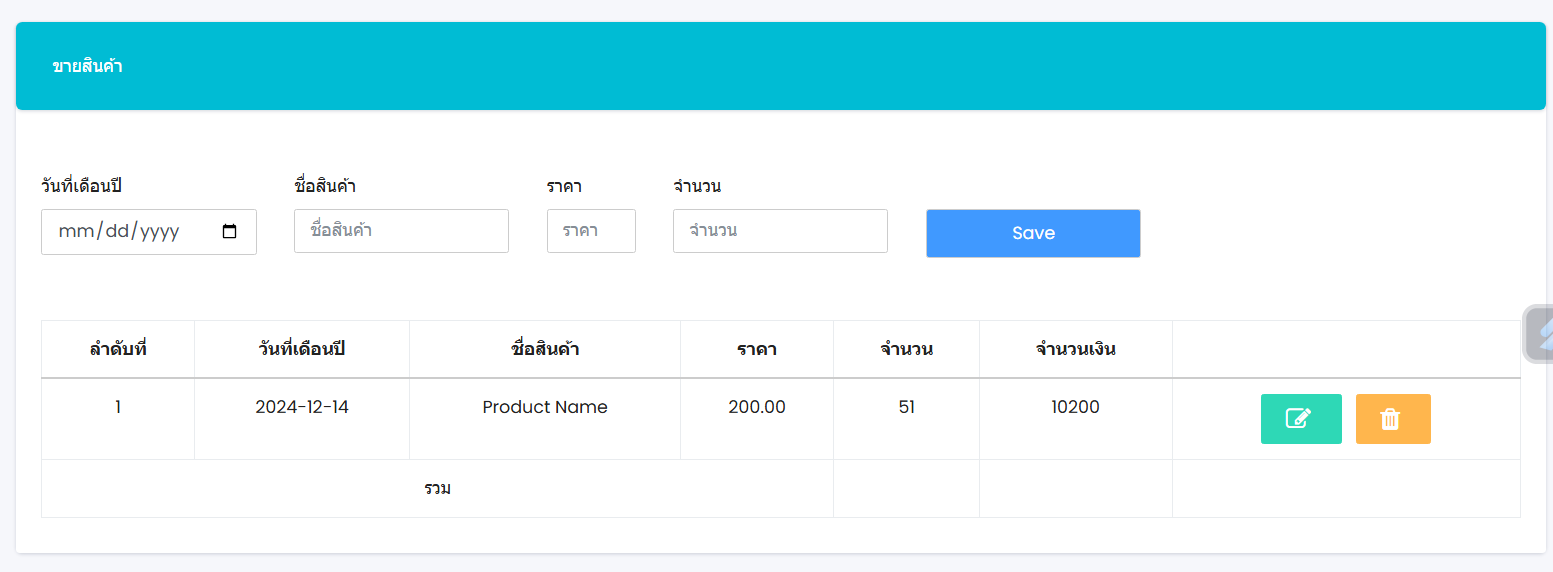 ขายสินค้า
วันที่เดือนปี ชื่อสินค้า ราคา จำนวน
mm/dd/yyyy ชื่อสินค้า ราคา จำนวน Save
ลำดับที่ วันที่เดือนปี ชื่อสินค้า ราคา จำนวน จำนวนเงิน
1 2024-12-14 Product Name 200.00 51 10200
รวม